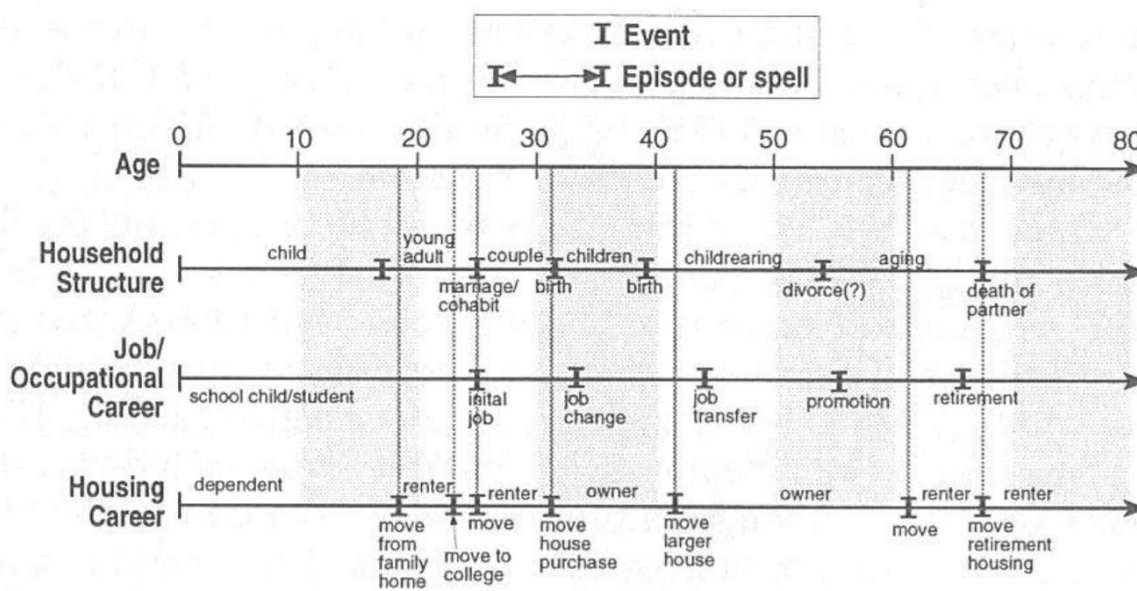 Event
Episode or spell
0 10 20 30 40 50 60 70 80
Age
Household
Structure
child
young
adult
couple
children
childrearing
aging
marriage/
cohabit
birth
birth
divorce(?)
death of
partner
Job/
Occupational
Career
school child/student
inital
job
job
change
job
transfer
promotion
retirement
Housing
Career
dependent
renter
renter
owner
owner
renter
renter
move
from
family
home
move to
college
move
move
house
purchase
move
larger
house
move
move
retirement
housing